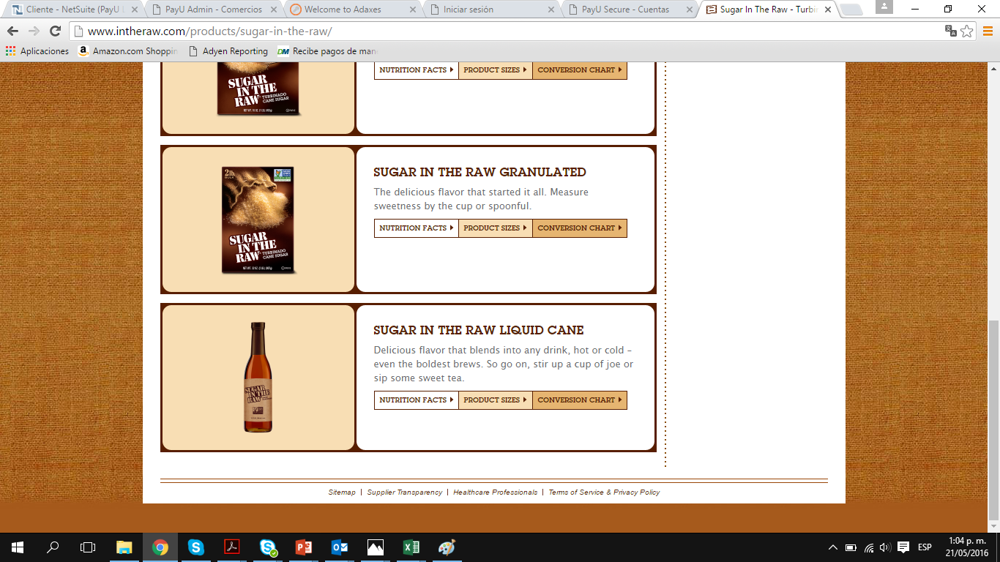 Cliente - NetSuite (PayU L
PayU Admin - Comercios
Welcome to Adaxes
Iniciar sesión
PayU Secure - Cuentas
Sugar In The Raw - Turbin
www.intheraw.com/products/sugar-in-the-raw/
Aplicaciones
Amazon.com Shoppin
Adyen Reporting
DM Recibe pagos de man
SUGAR
IN THE
RAW
TURBINADO
CANE SUGAR
NUTRITION FACTS
PRODUCT SIZES
CONVERSION CHART
2lb.
BULK
SUGAR
IN THE
RAW
TURBINADO
CANE SUGAR
SUGAR IN THE RAW GRANULATED
The delicious flavor that started it all. Measure
sweetness by the cup or spoonful.
NUTRITION FACTS
PRODUCT SIZES
CONVERSION CHART
SUGAR
IN THE
RAW
SUGAR IN THE RAW LIQUID CANE
Delicious flavor that blends into any drink, hot or cold –
even the boldest brews. So go on, stir up a cup of joe or
sip some sweet tea.
NUTRITION FACTS
PRODUCT SIZES
CONVERSION CHART
Sitemap | Supplier Transparency | Healthcare Professionals | Terms of Service & Privacy Policy
ESP
1:04 p. m.
21/05/2016